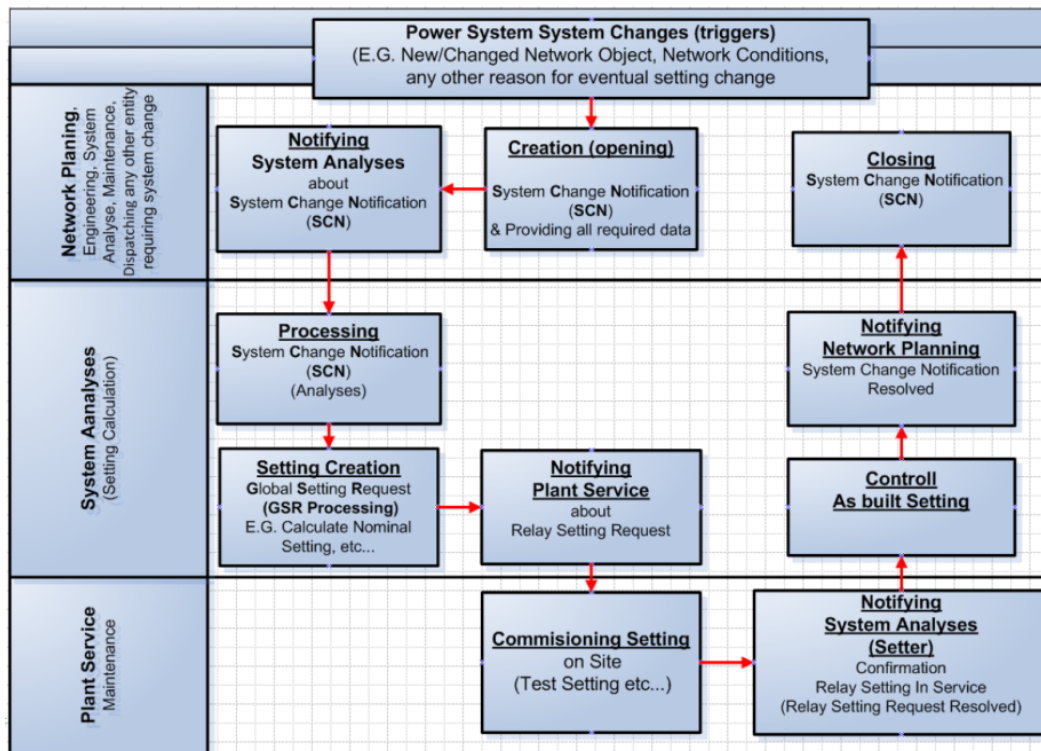 Power System System Changes (triggers)
(E.G. New/Changed Network Object, Network Conditions,
any other reason for eventual setting change
Network Planning,
Engineering, System
Analyse, Maintenance,
Dispatching any other entity
requiring system change
Notifying
System Analyses
about
System Change Notification
(SCN)
Creation (opening)
System Change Notification
(SCN)
& Providing all required data
Closing
System Change Notification
(SCN)
System Aanalyses
(Setting Calculation)
Processing
System Change Notification
(SCN)
(Analyses)
Notifying
Network Planning
System Change Notification
Resolved
Setting Creation
Global Setting Request
(GSR Processing)
E.G. Calculate Nominal
Setting, etc...
Notifying
Plant Service
about
Relay Setting Request
Controll
As built Setting
Plant Service
Maintenance
Commisioning Setting
on Site
(Test Setting etc...)
Notifying
System Analyses
(Setter)
Confirmation
Relay Setting In Service
(Relay Setting Request Resolved)